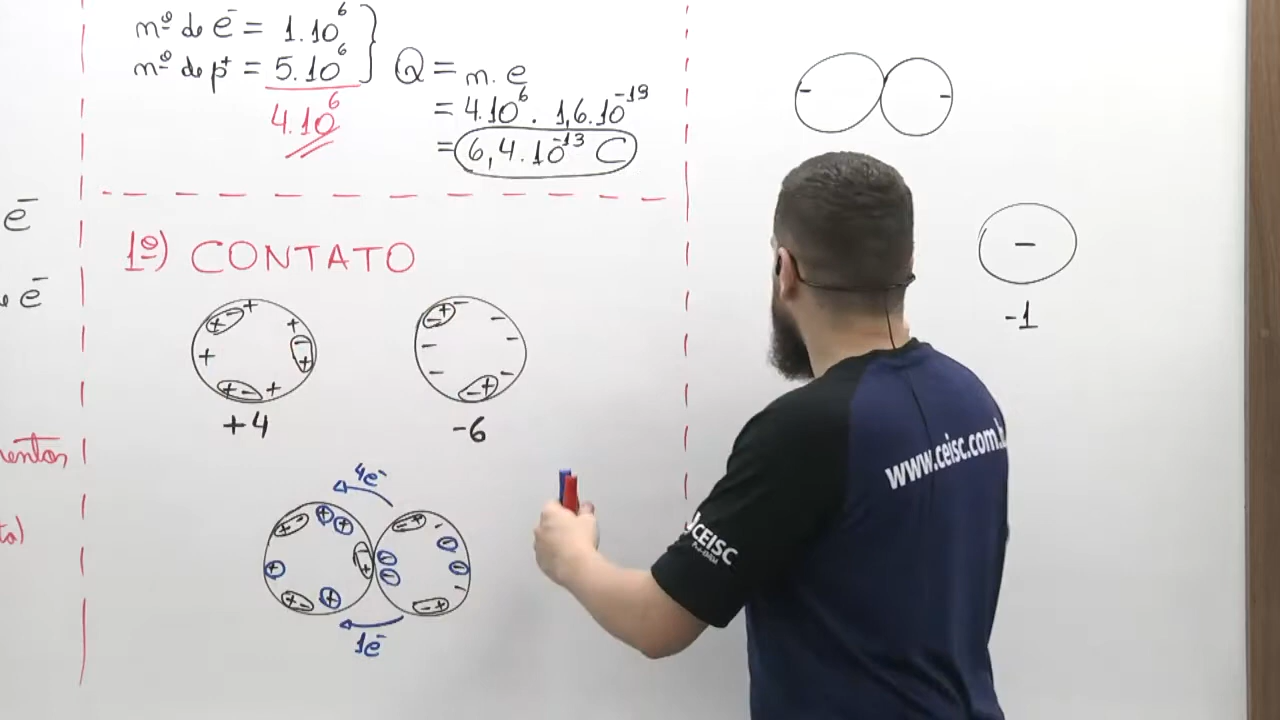 nº de e⁻ = 1.10⁶
nº de p⁺ = 5.10⁶
4.10⁶
Q = n.e
= 4.10⁶ . 1,6.10⁻¹⁹
= 6,4.10⁻¹³ C
e⁻
e⁻
1º) CONTATO
+4
-6
4e⁻
1e⁻
-1
www.ceisc.com.b
CEISC